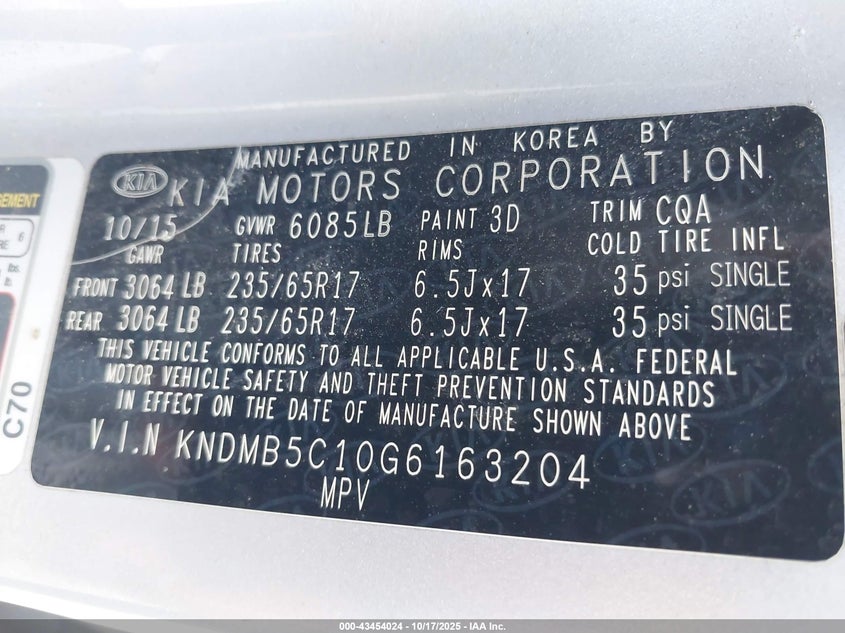 MANUFACTURED IN KOREA BY
KIA KIA MOTORS CORPORATION
10/15 GVWR 6085LB PAINT 3D TRIM CQA
GAWR TIRES RIMS COLD TIRE INFL
FRONT 3064 LB 235/65R17 6.5Jx17 35 psi SINGLE
REAR 3064 LB 235/65R17 6.5Jx17 35 psi SINGLE
THIS VEHICLE CONFORMS TO ALL APPLICABLE U.S.A. FEDERAL
MOTOR VEHICLE SAFETY AND THEFT PREVENTION STANDARDS
IN EFFECT ON THE DATE OF MANUFACTURE SHOWN ABOVE
V.I.N KNDMB5C10G6163204
MPV
C70
000-43454024 - 10/17/2025 - IAA Inc.